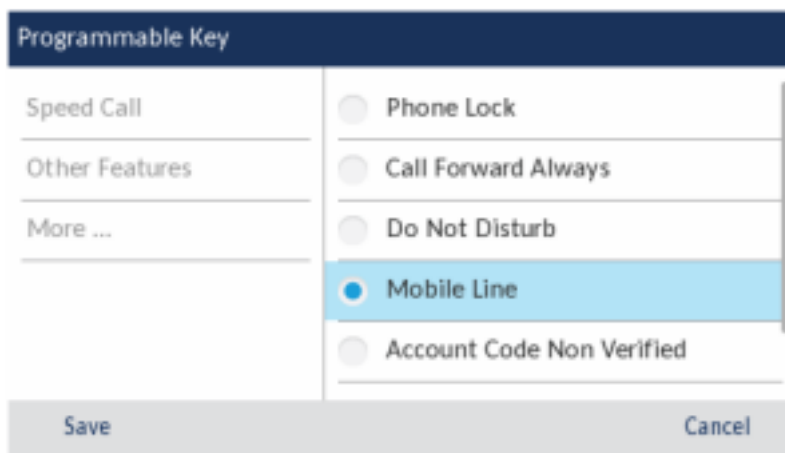 Programmable Key
Speed Call
Other Features
More ...
Phone Lock
Call Forward Always
Do Not Disturb
Mobile Line
Account Code Non Verified
Save
Cancel